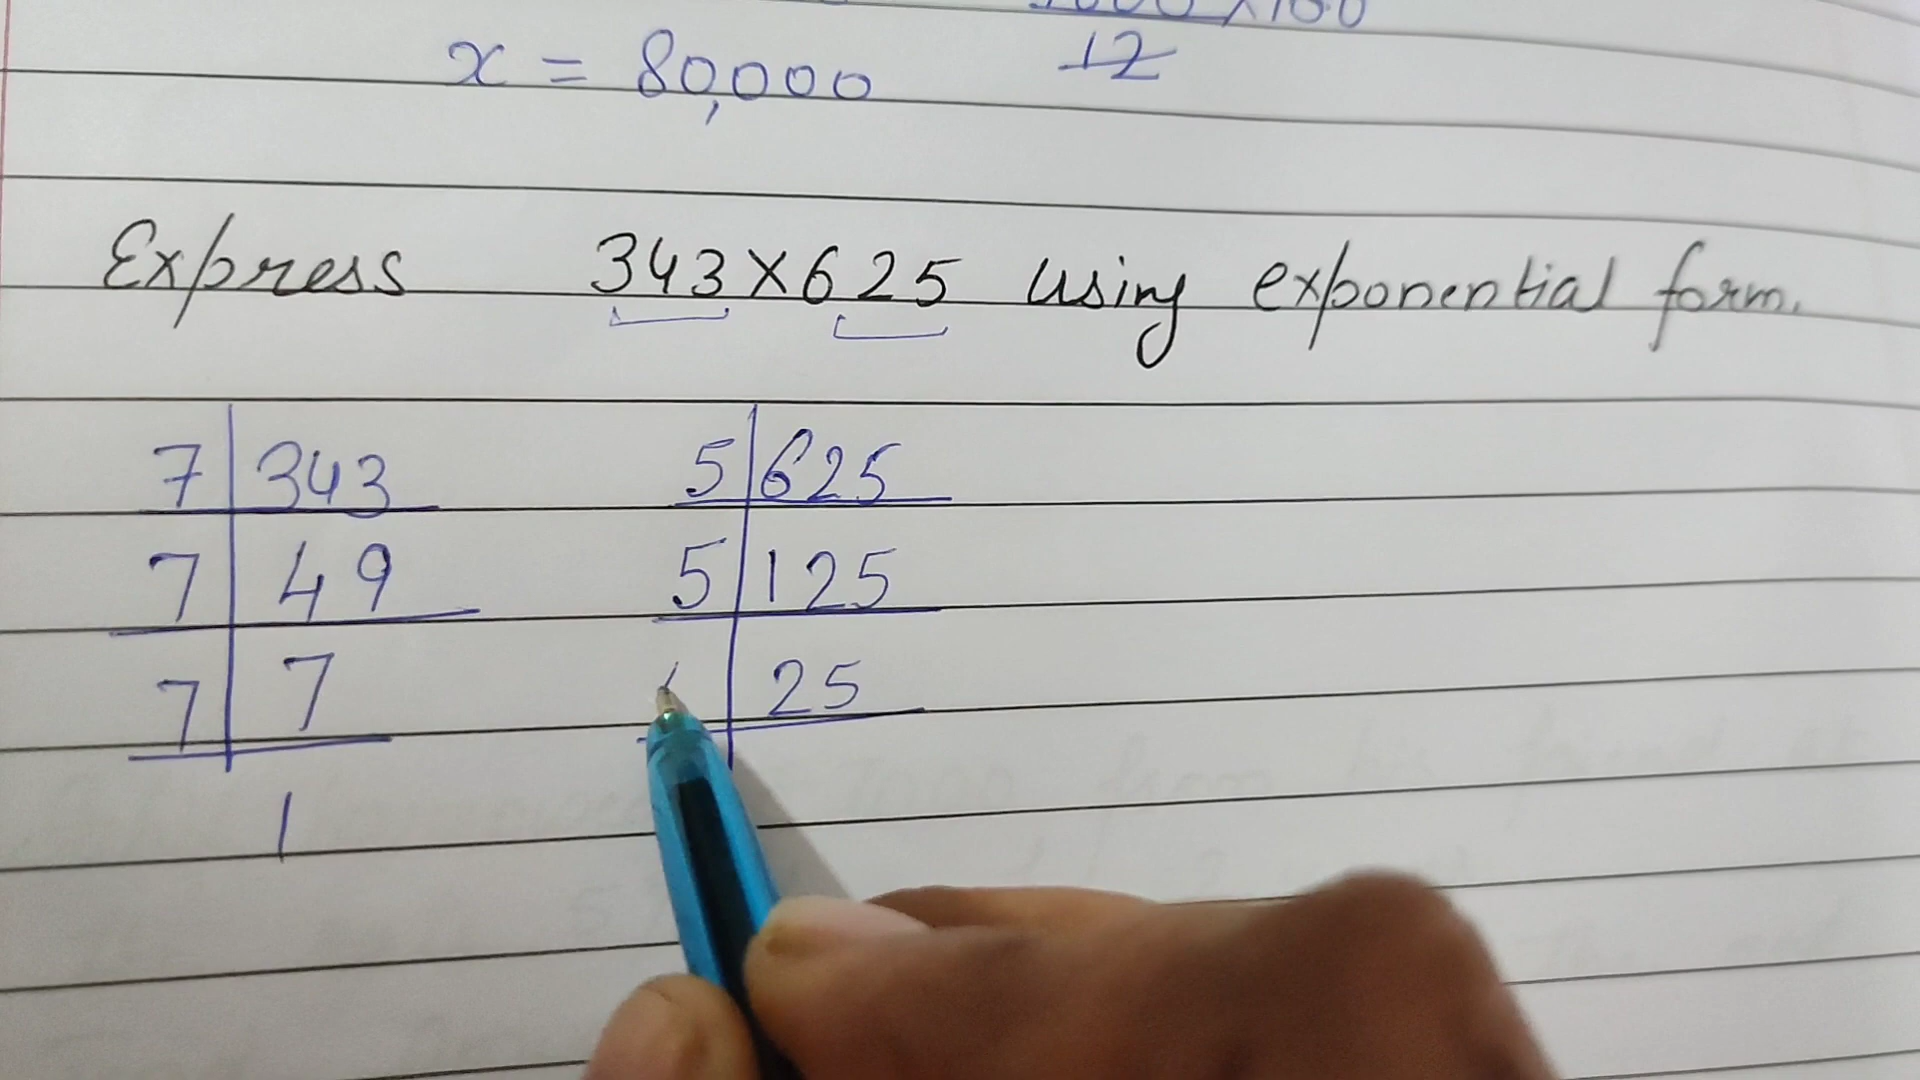 x = 80,000
12
Express 343×625 using exponential form.
7 343 5 625
7 49 5 125
7 7 25
1